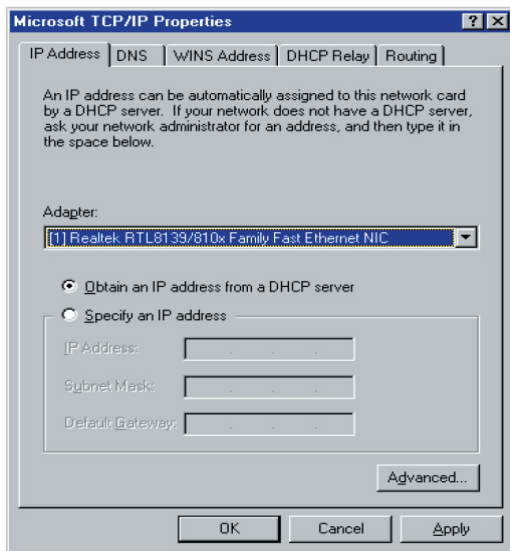 Microsoft TCP/IP Properties
IP Address DNS WINS Address DHCP Relay Routing
An IP address can be automatically assigned to this network card
by a DHCP server. If your network does not have a DHCP server,
ask your network administrator for an address, and then type it in
the space below.
Adapter:
[1] Realtek RTL8139/810x Family Fast Ethernet NIC
Obtain an IP address from a DHCP server
Specify an IP address
IP Address:
Subnet Mask:
Default Gateway:
Advanced...
OK Cancel Apply